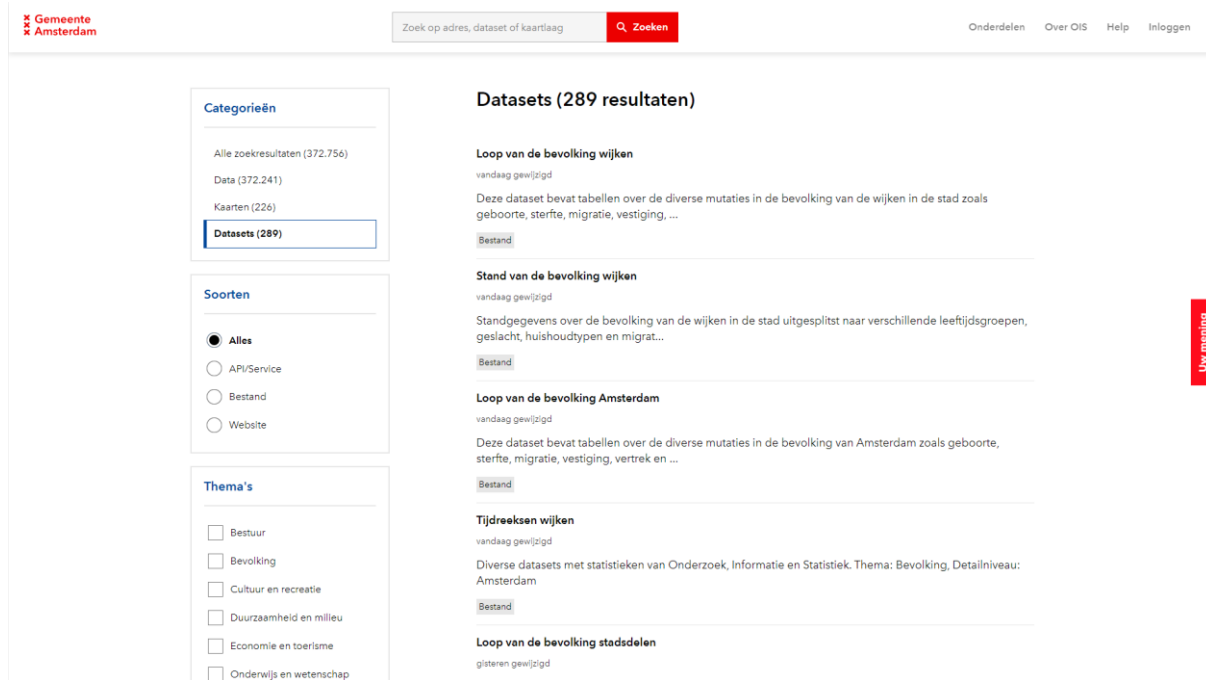 Gemeente
Amsterdam
Zoek op adres, dataset of kaartlaag
Zoeken
Onderdelen Over OIS Help Inloggen
Categorieën
Alle zoekresultaten (372.756)
Data (372.241)
Kaarten (226)
Datasets (289)
Soorten
Alles
API/Service
Bestand
Website
Thema's
Bestuur
Bevolking
Cultuur en recreatie
Duurzaamheid en milieu
Economie en toerisme
Onderwijs en wetenschap
Datasets (289 resultaten)
Loop van de bevolking wijken
vandaag gewijzigd
Deze dataset bevat tabellen over de diverse mutaties in de bevolking van de wijken in de stad zoals
geboorte, sterfte, migratie, vestiging, ...
Bestand
Stand van de bevolking wijken
vandaag gewijzigd
Standgegevens over de bevolking van de wijken in de stad uitgesplitst naar verschillende leeftijdsgroepen,
geslacht, huishoudtypen en migrat...
Bestand
Loop van de bevolking Amsterdam
vandaag gewijzigd
Deze dataset bevat tabellen over de diverse mutaties in de bevolking van Amsterdam zoals geboorte,
sterfte, migratie, vestiging, vertrek en ...
Bestand
Tijdreeksen wijken
vandaag gewijzigd
Diverse datasets met statistieken van Onderzoek, Informatie en Statistiek. Thema: Bevolking, Detailniveau:
Amsterdam
Bestand
Loop van de bevolking stadsdelen
gisteren gewijzigd
Uw mening